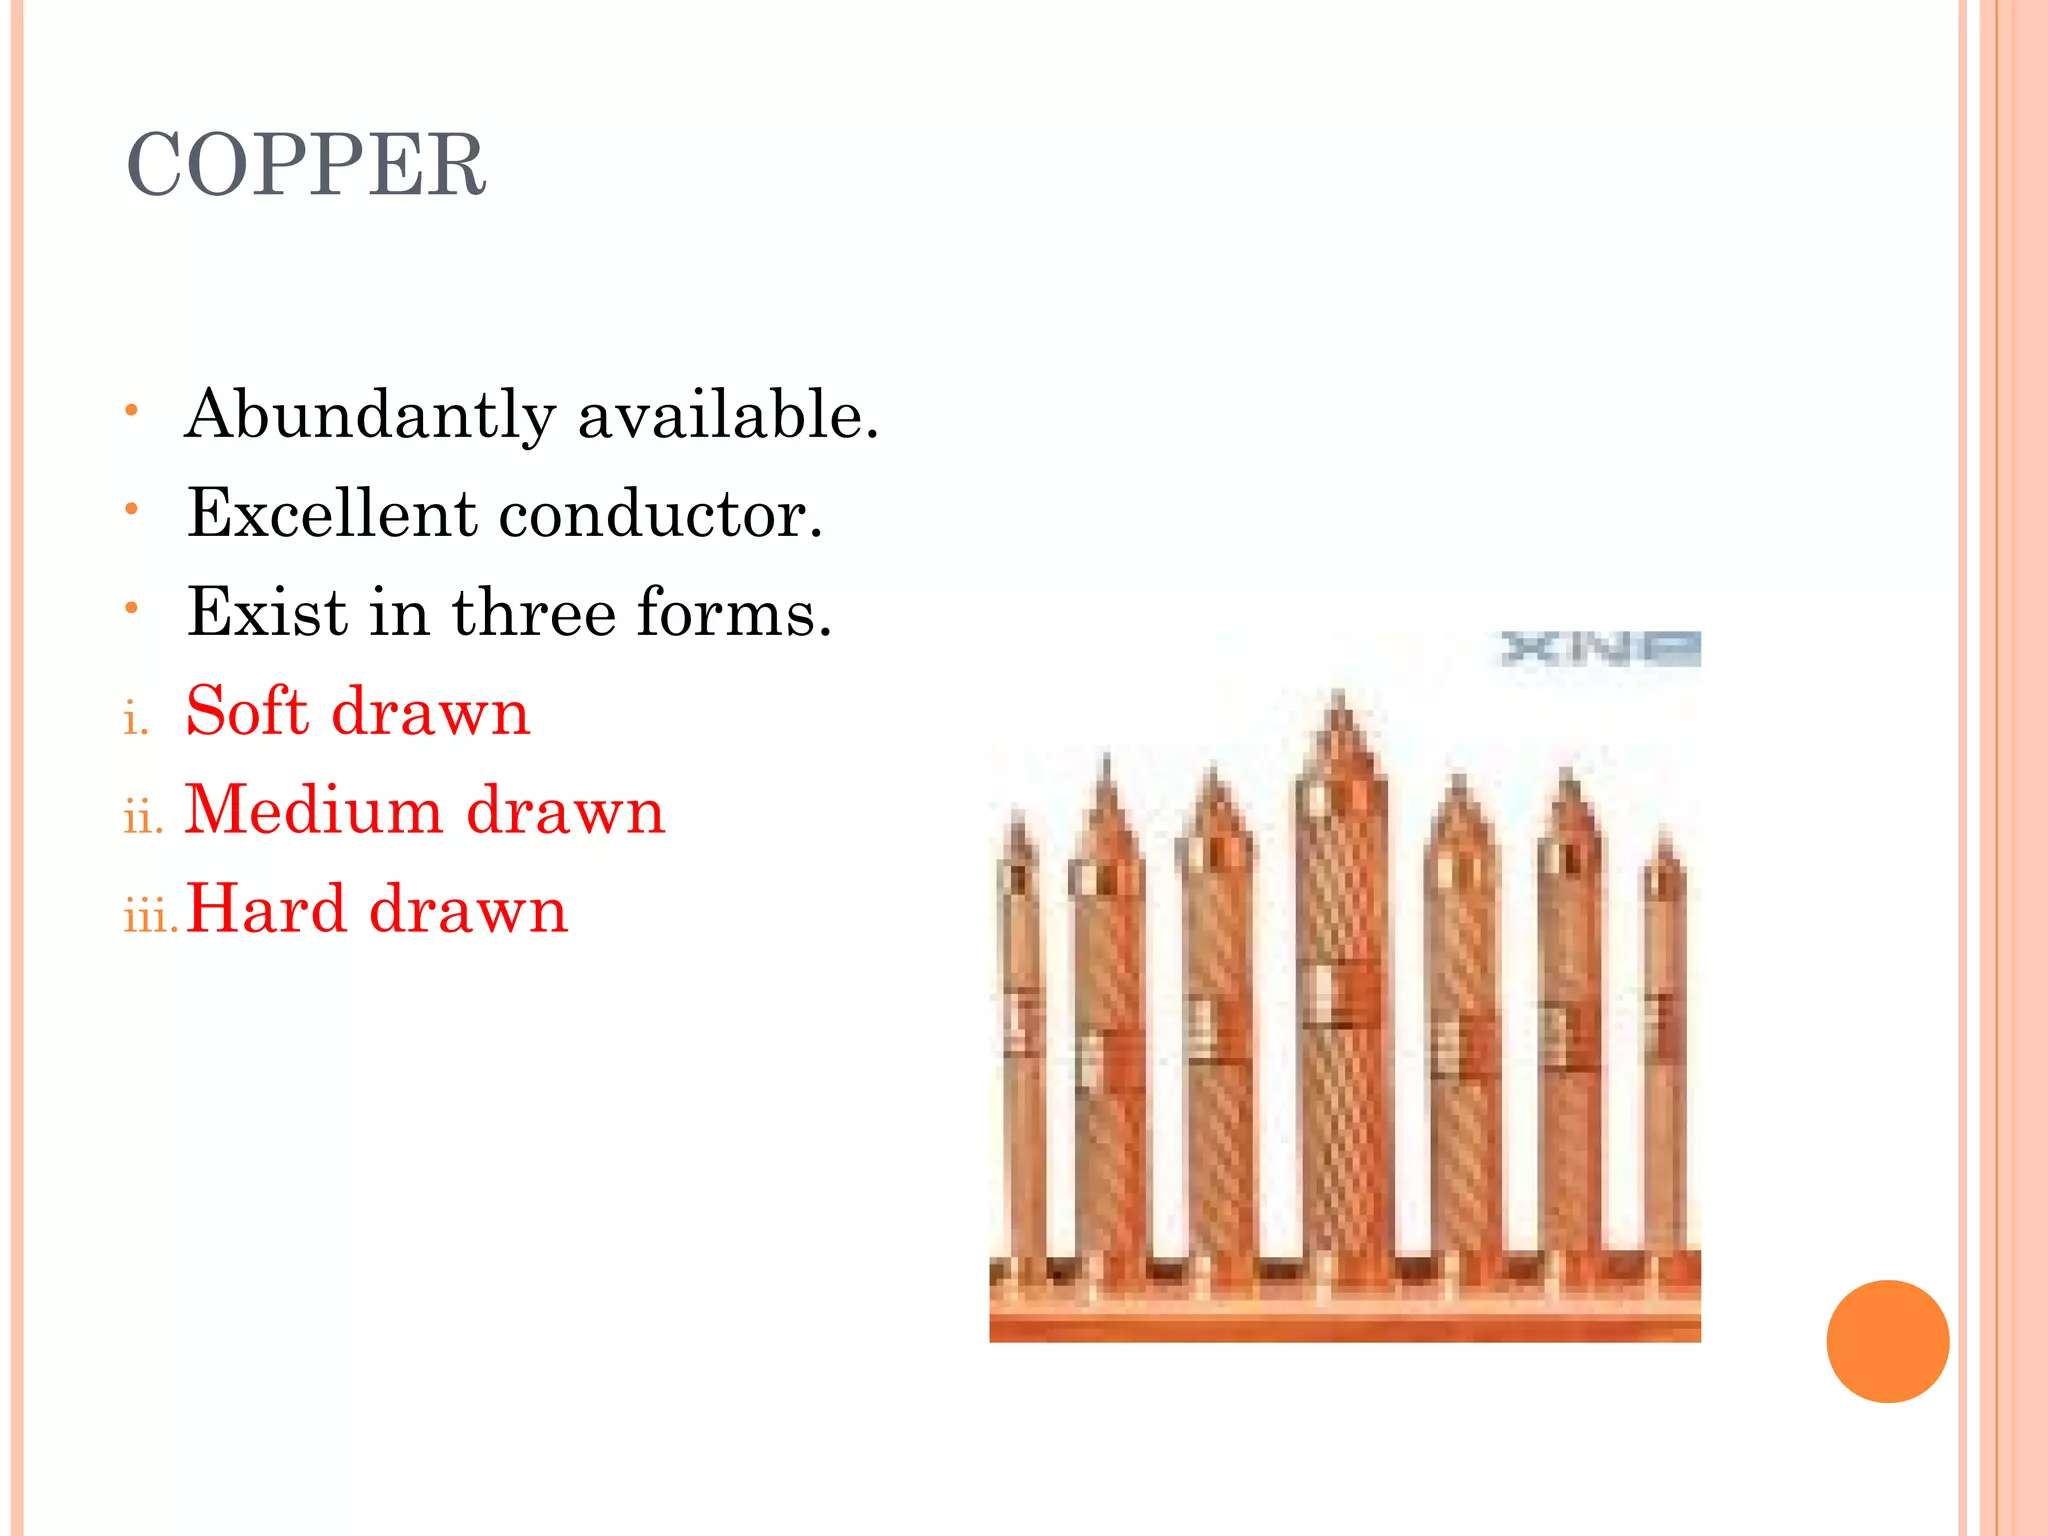 COPPER
• Abundantly available.
• Excellent conductor.
• Exist in three forms.
i. Soft drawn
ii. Medium drawn
iii. Hard drawn